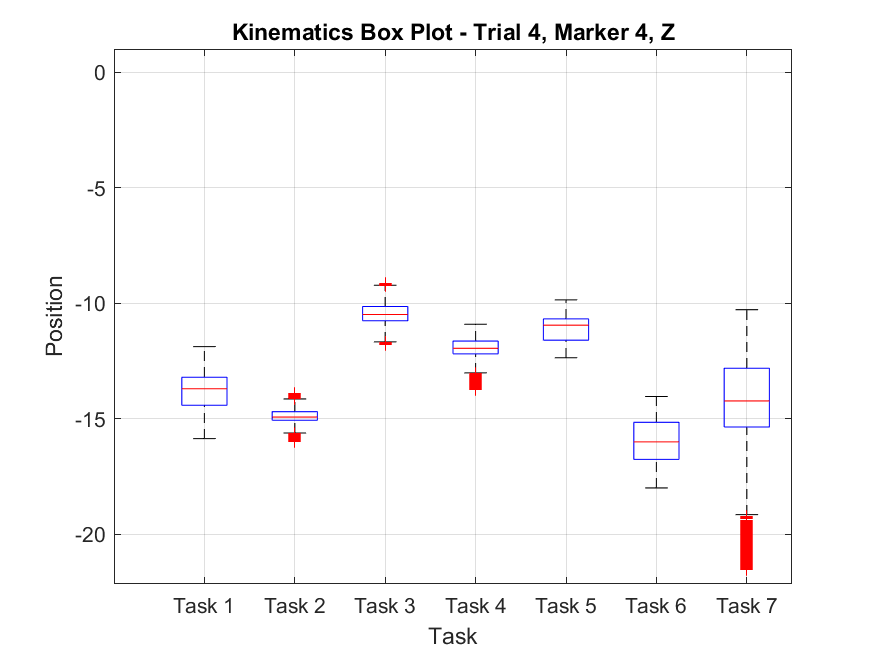 Kinematics Box Plot - Trial 4, Marker 4, Z
0
-5
-10
-15
-20
Position
Task 1 Task 2 Task 3 Task 4 Task 5 Task 6 Task 7
Task